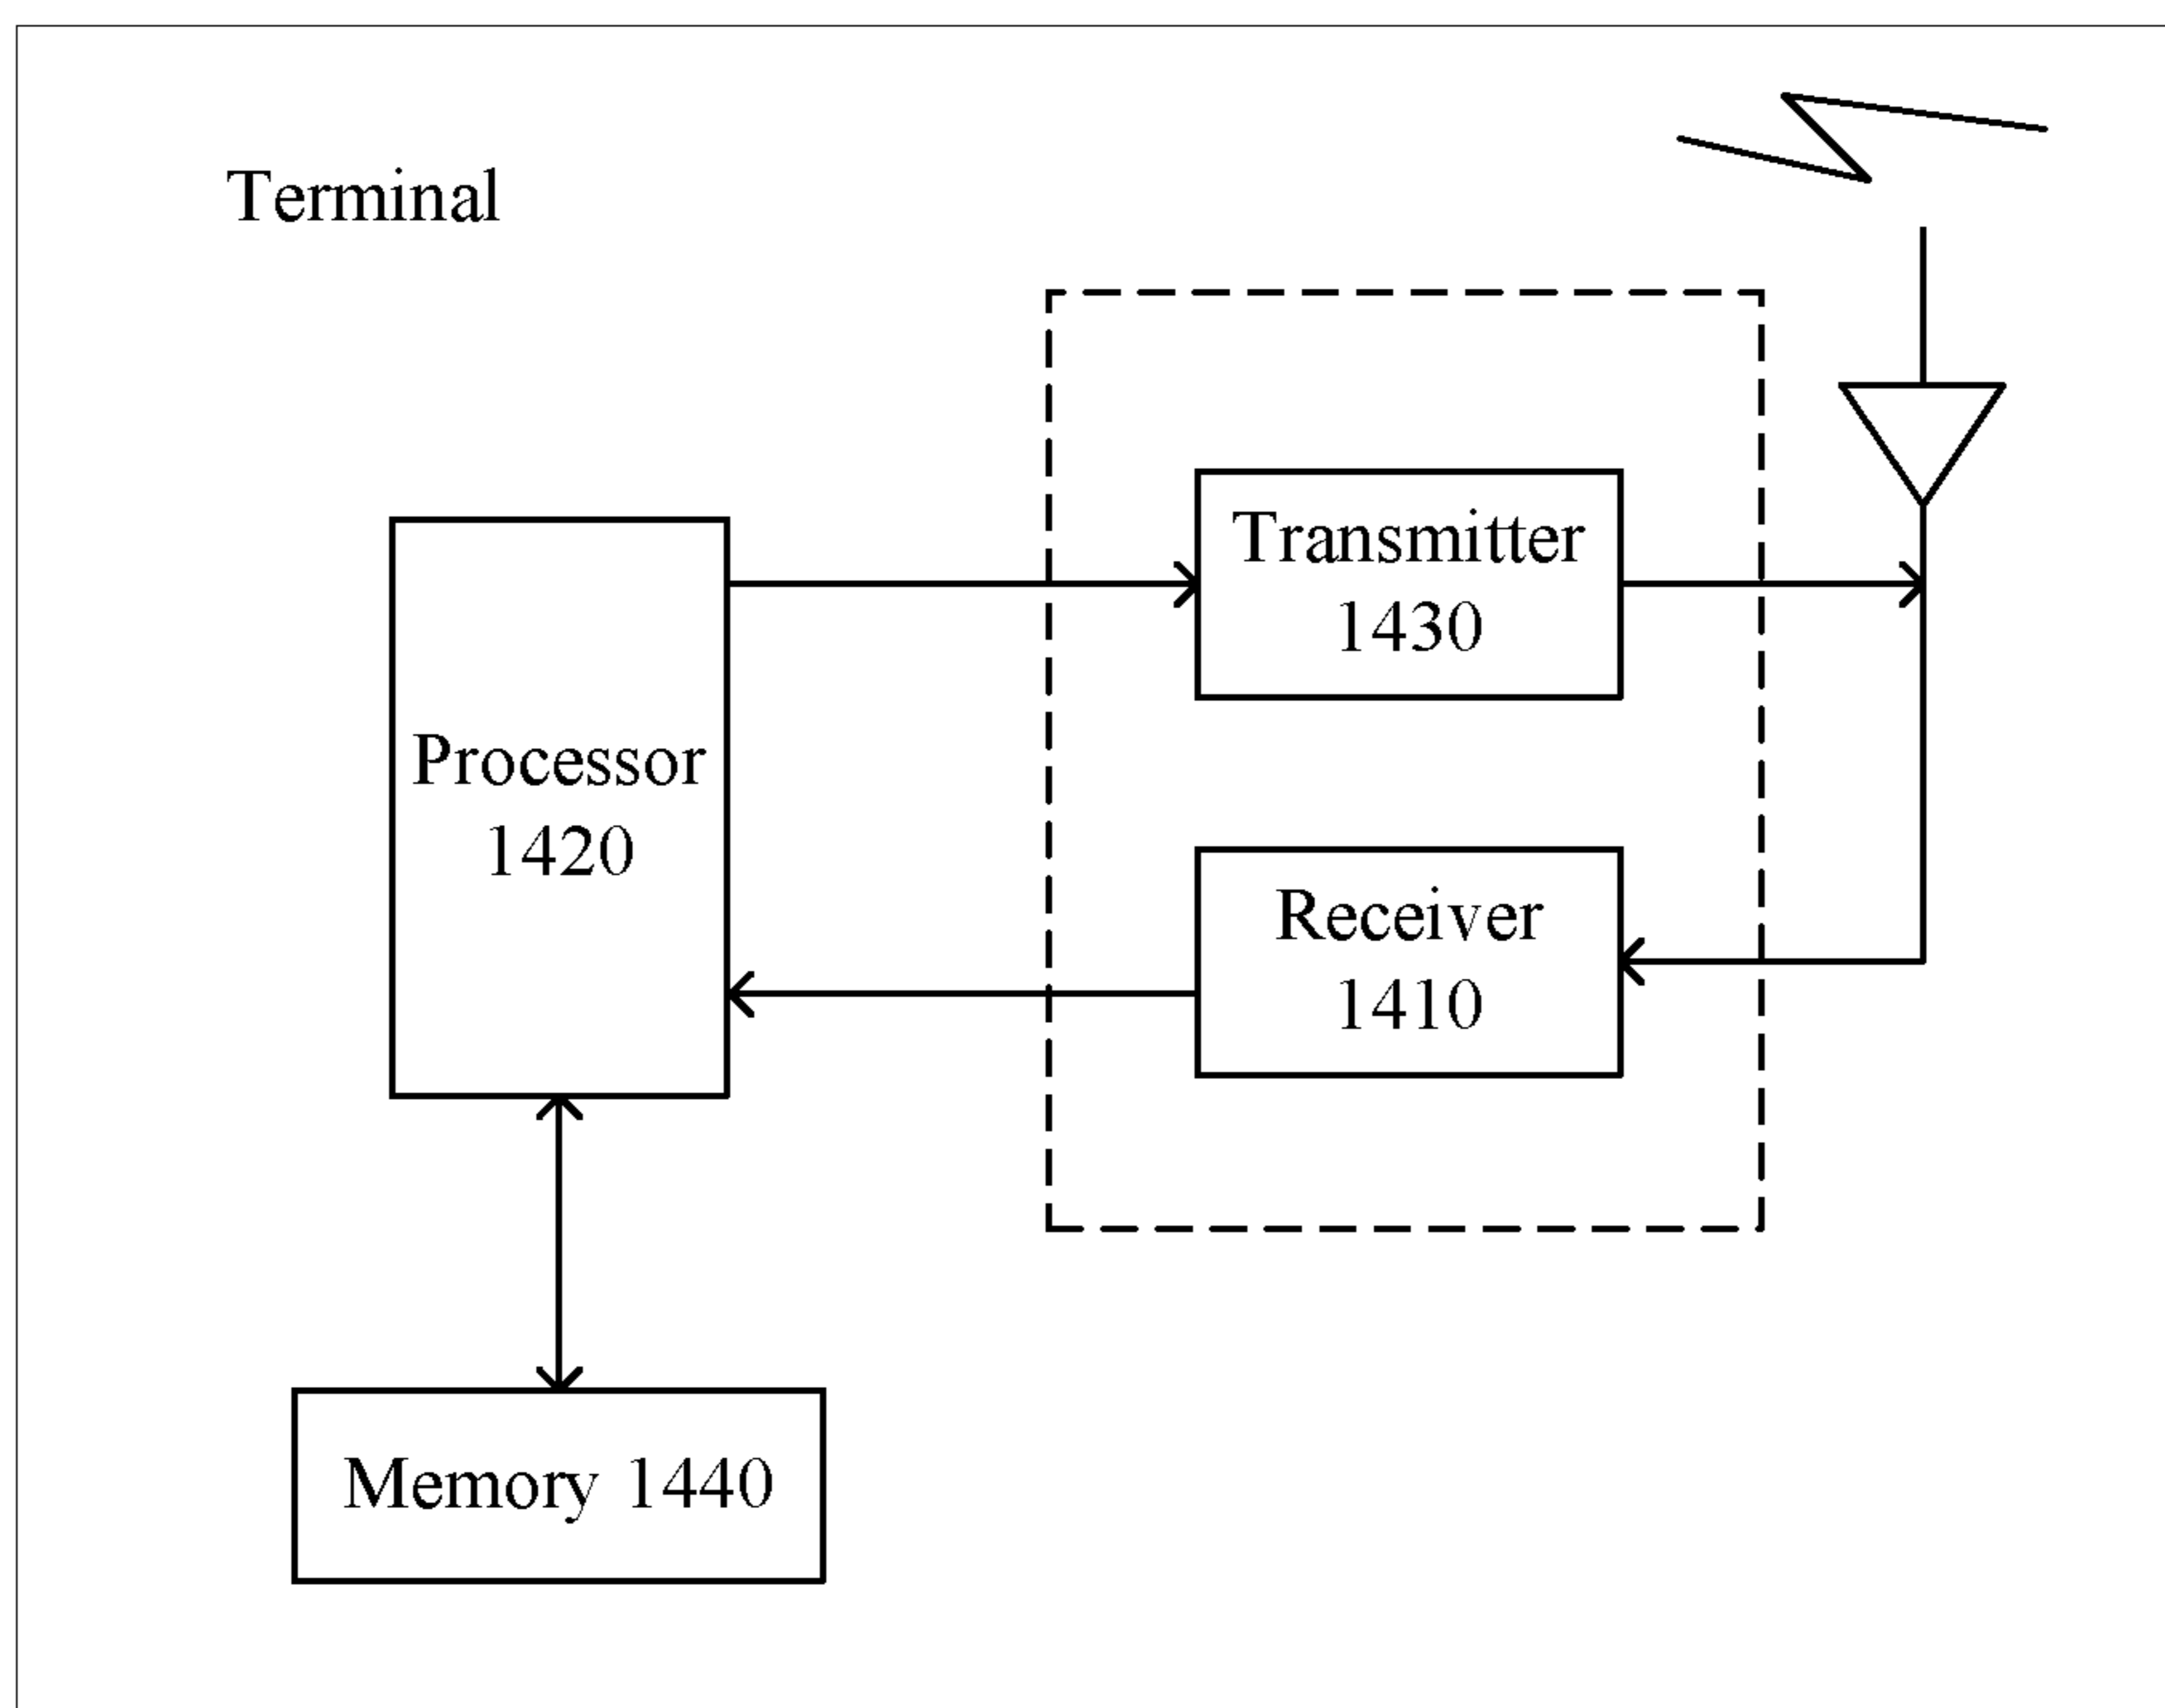 Terminal
Transmitter
1430
Processor
1420
Receiver
1410
Memory 1440